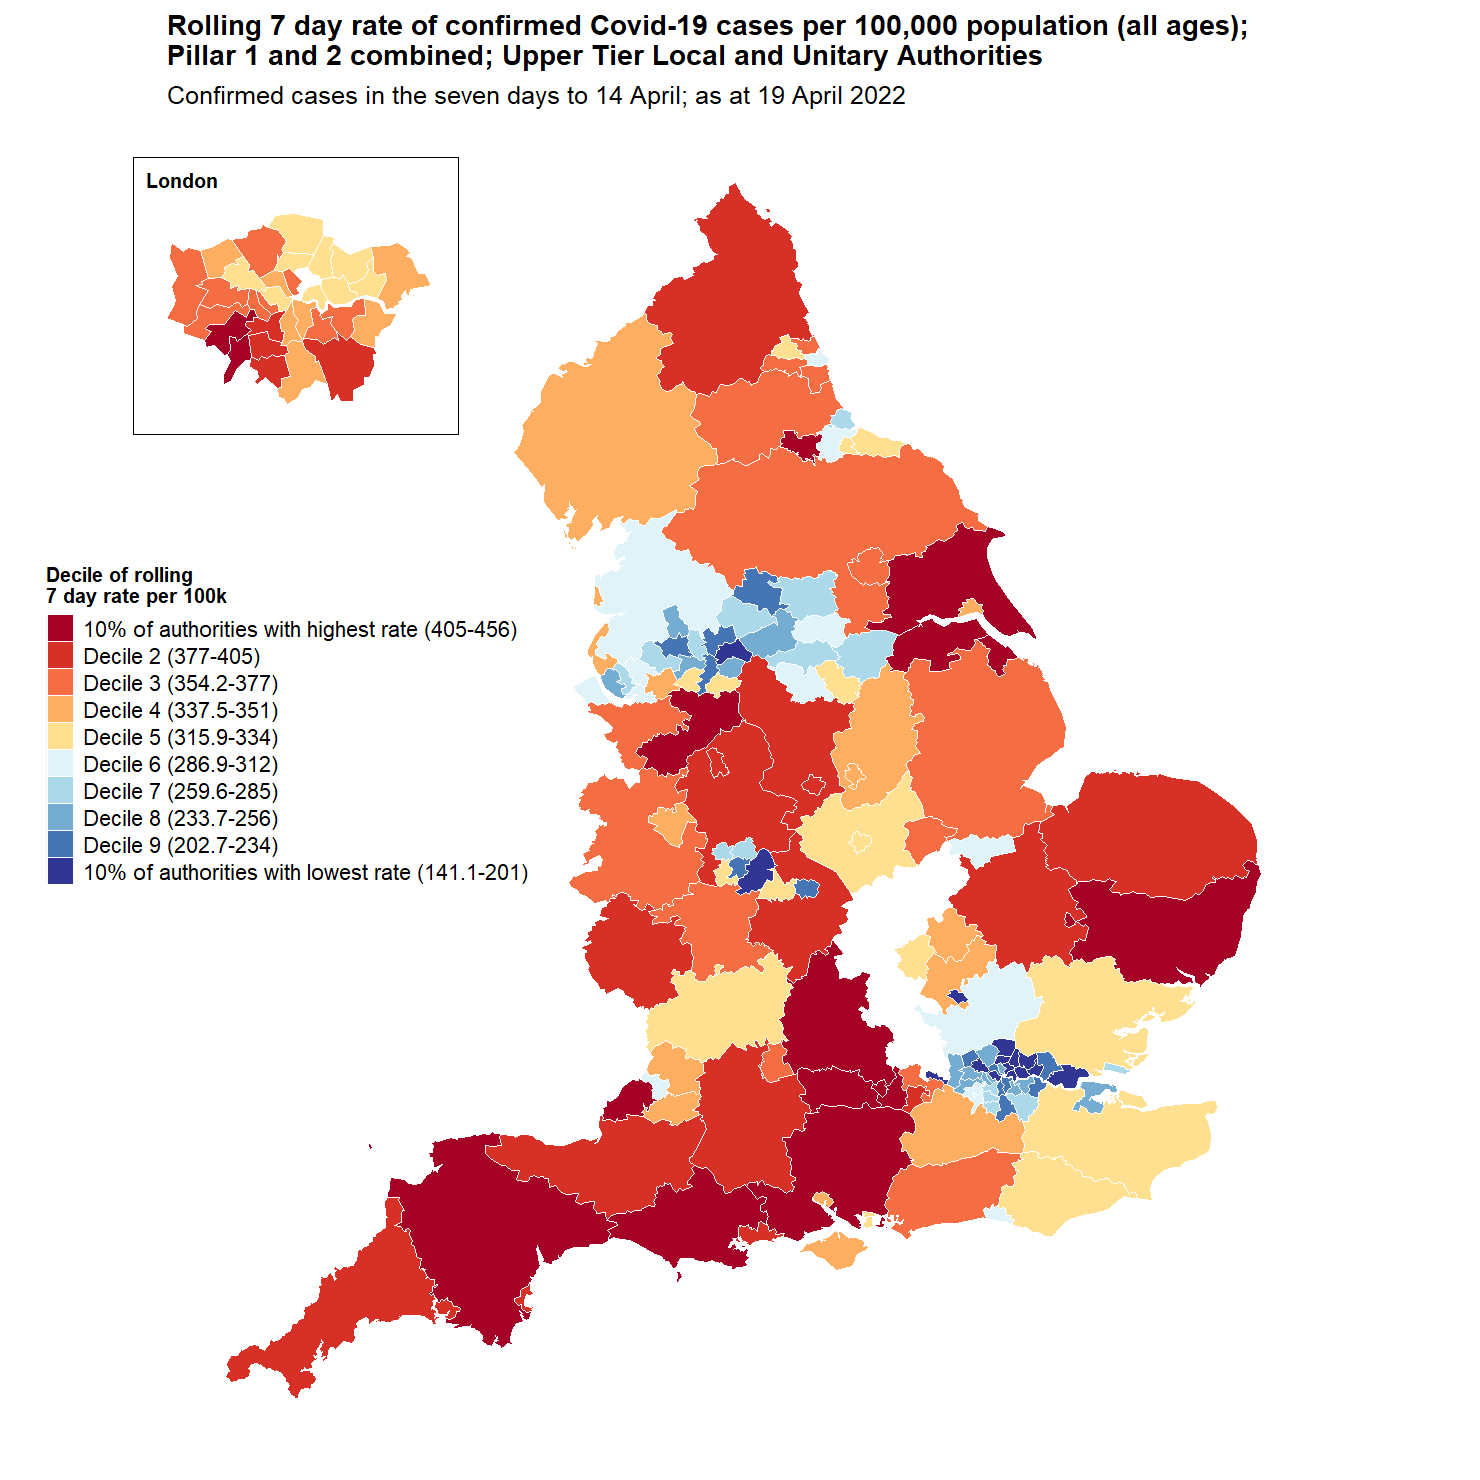 Rolling 7 day rate of confirmed Covid-19 cases per 100,000 population (all ages);
Pillar 1 and 2 combined; Upper Tier Local and Unitary Authorities
Confirmed cases in the seven days to 14 April; as at 19 April 2022
London
Decile of rolling
7 day rate per 100k
10% of authorities with highest rate (405-456)
Decile 2 (377-405)
Decile 3 (354.2-377)
Decile 4 (337.5-351)
Decile 5 (315.9-334)
Decile 6 (286.9-312)
Decile 7 (259.6-285)
Decile 8 (233.7-256)
Decile 9 (202.7-234)
10% of authorities with lowest rate (141.1-201)